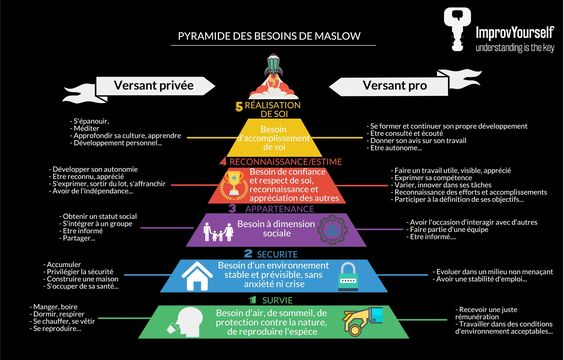 PYRAMIDE DES BESOINS DE MASLOW
ImprovYourself
understanding is the key
Versant privée
Versant pro
5 RÉALISATION
DE SOI
Besoin
d'accomplissement
de soi
- S'épanouir,
- Méditer
- Approfondir sa culture, apprendre
- Développement personnel...
- Se former et continuer son propre développement
- Etre consulté et écouté
- Donner son avis sur son travail
- Etre autonome...
4 RECONNAISSANCE/ESTIME
Besoin de confiance
et respect de soi,
reconnaissance et
appréciation des autres
- Développer son autonomie
- Etre reconnu, apprécié
- S'exprimer, sortir du lot, s'affranchir
- Avoir de l'indépendance...
- Faire un travail utile, visible, apprécié
- Exprimer sa compétence
- Varier, innover dans ses tâches
- Reconnaissance des efforts et accomplissements
- Participer à la définition de ses objectifs...
3 APPARTENANCE
Besoin à dimension
sociale
- Obtenir un statut social
- S'intégrer à un groupe
- Etre informé
- Partager...
- Avoir l'occasion d'interagir avec d'autres
- Faire partie d'une équipe
- Etre informé....
2 SECURITE
Besoin d'un environnement
stable et prévisible, sans
anxiété ni crise
- Accumuler
- Privilégier la sécurité
- Construire une maison
- S'occuper de sa santé...
- Evoluer dans un milieu non menaçant
- Avoir une stabilité d'emploi...
1 SURVIE
Besoin d'air, de sommeil, de
protection contre la nature,
de reproduire l'espèce
- Manger, boire
- Dormir, respirer
- Se chauffer, se vêtir
- Se reproduire...
- Recevoir une juste
rémunération
- Travailler dans des conditions
d'environnement acceptables...